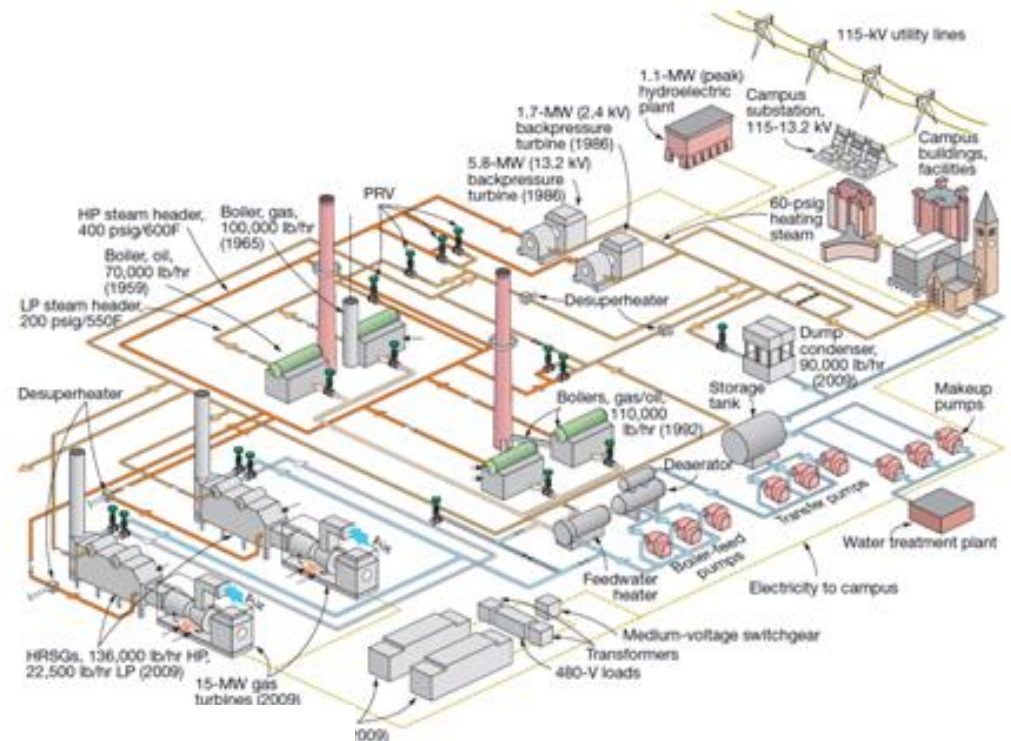 115-kV utility lines
1.1-MW (peak)
hydroelectric
plant
Campus
substation,
115-13.2 kV
1.7-MW (2.4 kV)
backpressure
turbine (1986)
Campus
buildings,
facilities
5.8-MW (13.2 kV)
backpressure
turbine (1986)
PRV
60-psig
heating
steam
HP steam header,
400 psig/600F
Boiler, gas,
100,000 lb/hr
(1965)
Boiler, oil,
70,000 lb/hr
(1959)
LP steam header,
200 psig/550F
Desuperheater
Dump
condenser,
90,000 lb/hr
(2009)
Storage
tank
Makeup
pumps
Desuperheater
Boilers, gas/oil,
110,000
lb/hr (1992)
Deaerator
Transfer pumps
Water treatment plant
Air
Boiler-feed
pumps
Feedwater
heater
Electricity to campus
Air
Medium-voltage switchgear
Transformers
480-V loads
HRSGs, 136,000 lb/hr HP,
22,500 lb/hr LP (2009)
15-MW gas
turbines (2009)
2009)